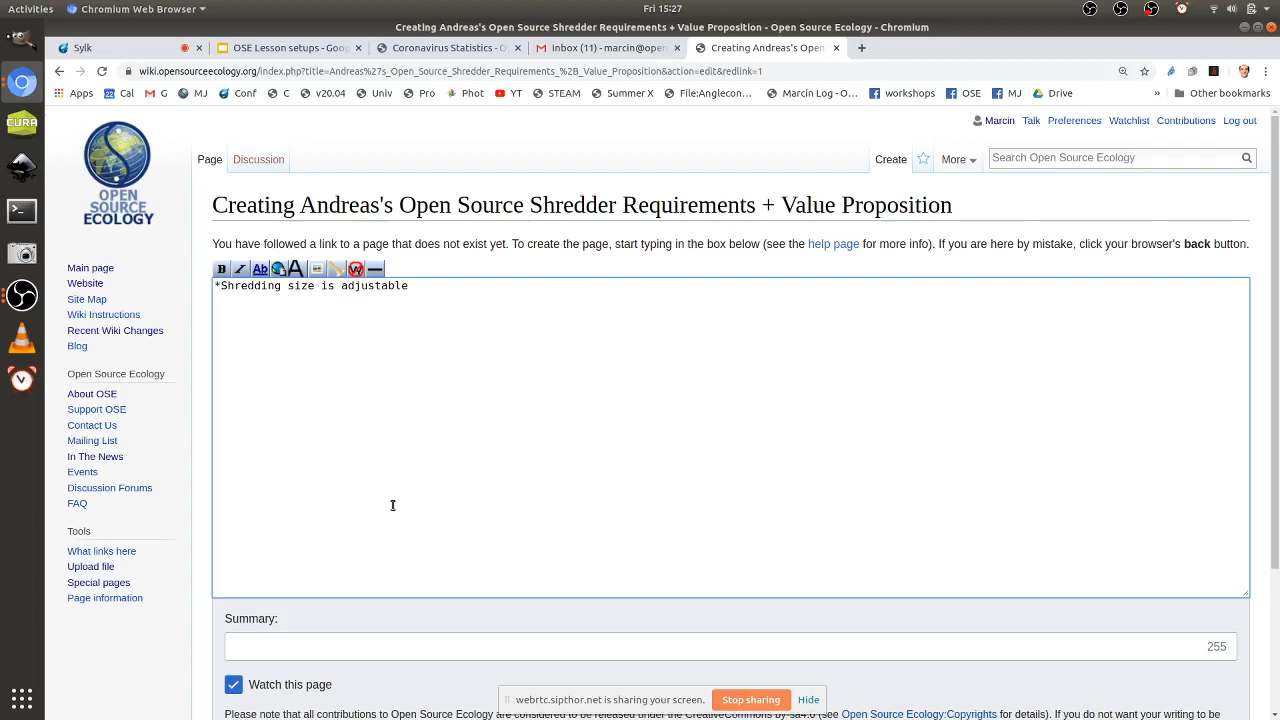 Activities Chromium Web Browser Fri 15:27
Creating Andreas's Open Source Shredder Requirements + Value Proposition - Open Source Ecology - Chromium
Sylk OSE Lesson setups - Goog Coronavirus Statistics - O Inbox (11) - marcin@open Creating Andreas's Open
wiki.opensourceecology.org/index.php?title=Andreas%27s_Open_Source_Shredder_Requirements_%2B_Value_Proposition&action=edit&redlink=1
Apps Cal G MJ Conf C v20.04 Univ Pro Phot YT STEAM Summer X File:Anglecon... Marcin Log - O... workshops OSE MJ Drive » Other bookmarks
Marcin Talk Preferences Watchlist Contributions Log out
Page Discussion Create More Search Open Source Ecology
OPEN
SOURCE
ECOLOGY
Creating Andreas's Open Source Shredder Requirements + Value Proposition
You have followed a link to a page that does not exist yet. To create the page, start typing in the box below (see the help page for more info). If you are here by mistake, click your browser's back button.
B I Ab A W
*Shredding size is adjustable
Main page
Website
Site Map
Wiki Instructions
Recent Wiki Changes
Blog
Open Source Ecology
About OSE
Support OSE
Contact Us
Mailing List
In The News
Events
Discussion Forums
FAQ
Tools
What links here
Upload file
Special pages
Page information
Summary:
255
Watch this page
webrtc.sipthor.net is sharing your screen. Stop sharing Hide
Please note that all contributions to Open Source Ecology are considered to be released under the CreativeCommons by-sa4.0 (see Open Source Ecology:Copyrights for details). If you do not want your writing to be
CURA